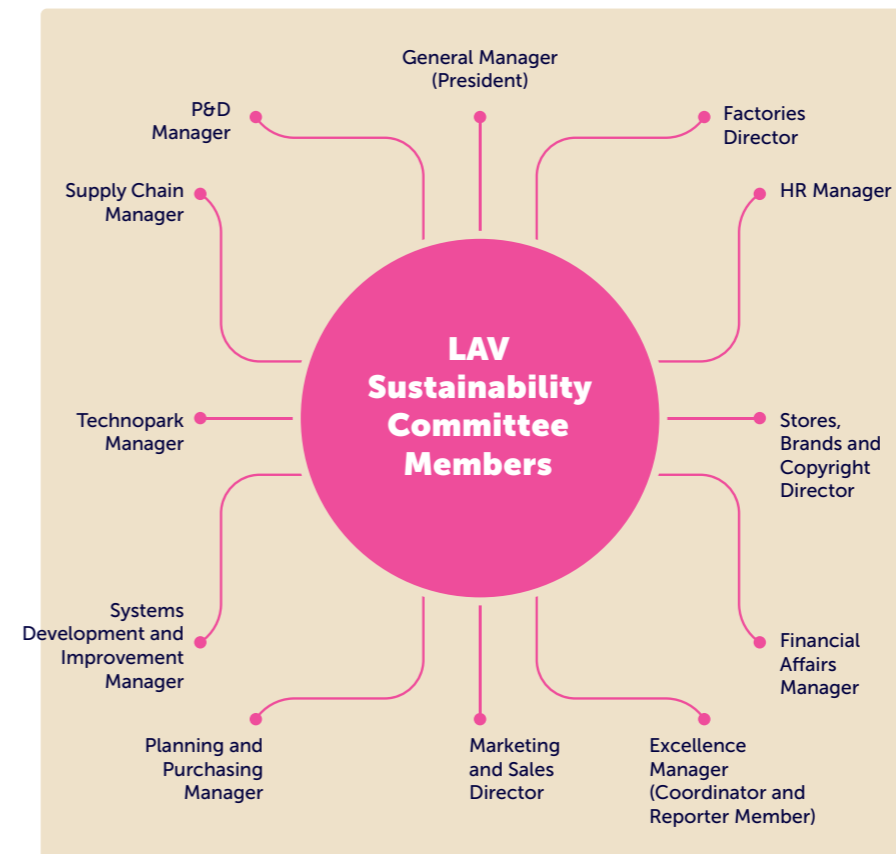 General Manager
(President)
P&D
Manager
Factories
Director
Supply Chain
Manager
HR Manager
LAV
Sustainability
Committee
Members
Technopark
Manager
Stores,
Brands and
Copyright
Director
Systems
Development and
Improvement
Manager
Financial
Affairs
Manager
Planning and
Purchasing
Manager
Marketing
and Sales
Director
Excellence
Manager
(Coordinator and
Reporter Member)